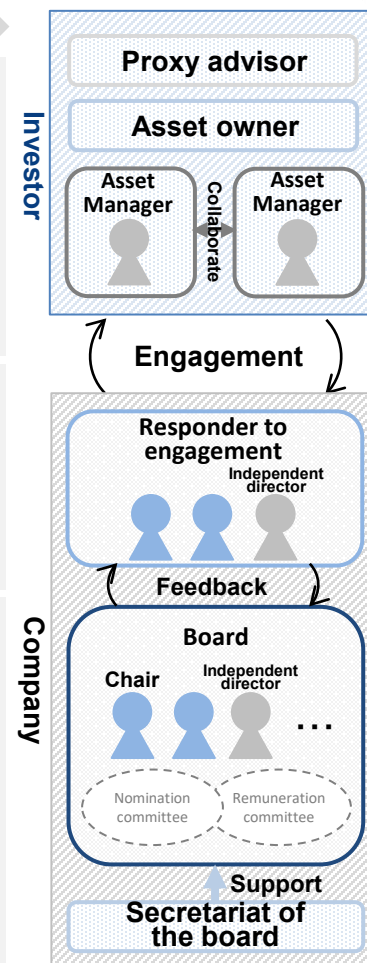 Investor
Proxy advisor
Asset owner
Asset
Manager
Collaborate
Asset
Manager
Engagement
Company
Responder to
engagement
Independent
director
Feedback
Board
Chair
Independent
director
...
Nomination
committee
Remuneration
committee
Support
Secretariat of
the board